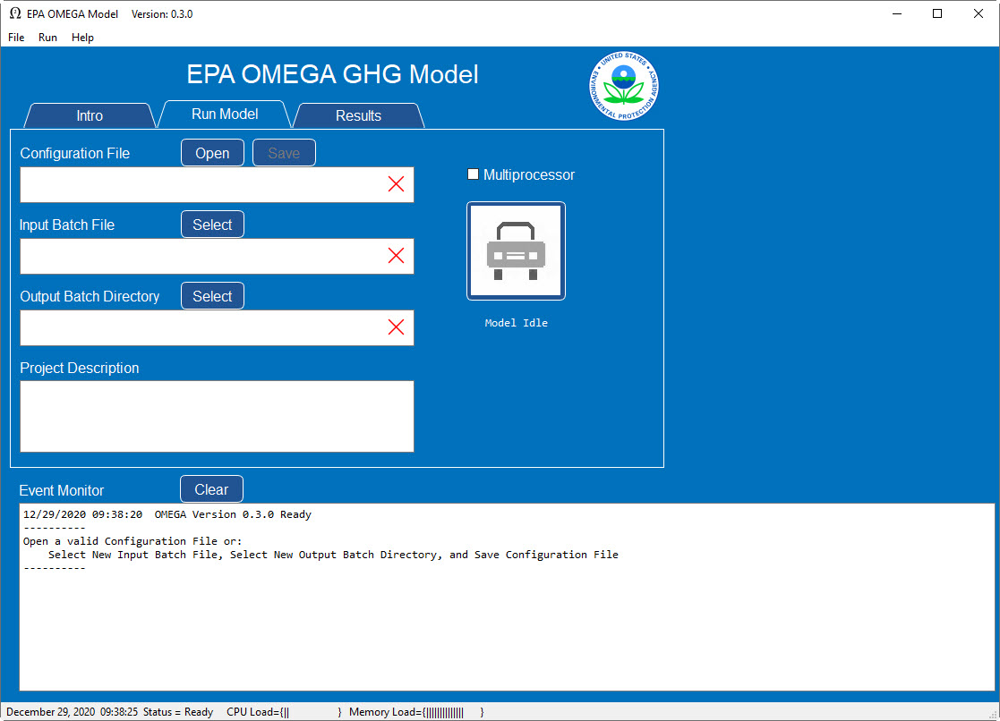 EPA OMEGA Model Version: 0.3.0
File Run Help
EPA OMEGA GHG Model
UNITED STATES
ENVIRONMENTAL PROTECTION AGENCY
Intro Run Model Results
Configuration File Open Save
Multiprocessor
Input Batch File Select
Output Batch Directory Select
Model Idle
Project Description
Event Monitor Clear
12/29/2020 09:38:20  OMEGA Version 0.3.0 Ready
----------
Open a valid Configuration File or:
    Select New Input Batch File, Select New Output Batch Directory, and Save Configuration File
----------
December 29, 2020  09:38:25  Status = Ready    CPU Load={||                }  Memory Load={||||||||||||||     }